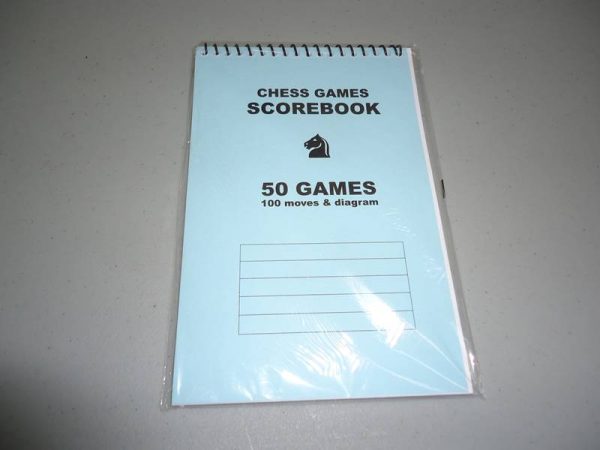 CHESS GAMES
SCOREBOOK
50 GAMES
100 moves & diagram